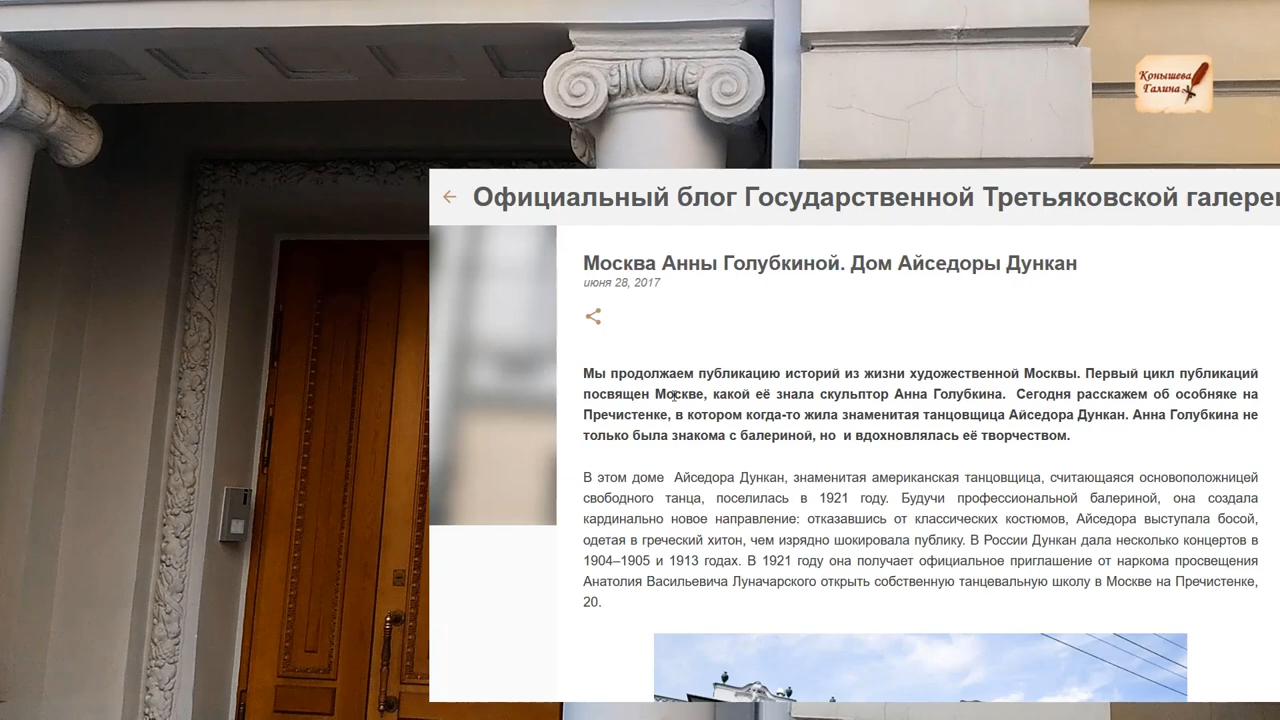 Конышева
Галина
Официальный блог Государственной Третьяковской
Москва Анны Голубкиной. Дом Айседоры Дункан
июня 28, 2017
Мы продолжаем публикацию историй из жизни художественной Москвы. Первый цикл публикаций
посвящен Москве, какой её знала скульптор Анна Голубкина. Сегодня расскажем об особняке на
Пречистенке, в котором когда-то жила знаменитая танцовщица Айседора Дункан. Анна Голубкина не
только была знакома с балериной, но и вдохновлялась её творчеством.
В этом доме Айседора Дункан, знаменитая американская танцовщица, считающаяся основоположницей
свободного танца, поселилась в 1921 году. Будучи профессиональной балериной, она создала
кардинально новое направление: отказавшись от классических костюмов, Айседора выступала босой,
одетая в греческий хитон, чем изрядно шокировала публику. В России Дункан дала несколько концертов в
1904–1905 и 1913 годах. В 1921 году она получает официальное приглашение от наркома просвещения
Анатолия Васильевича Луначарского открыть собственную танцевальную школу в Москве на Пречистенке,
20.